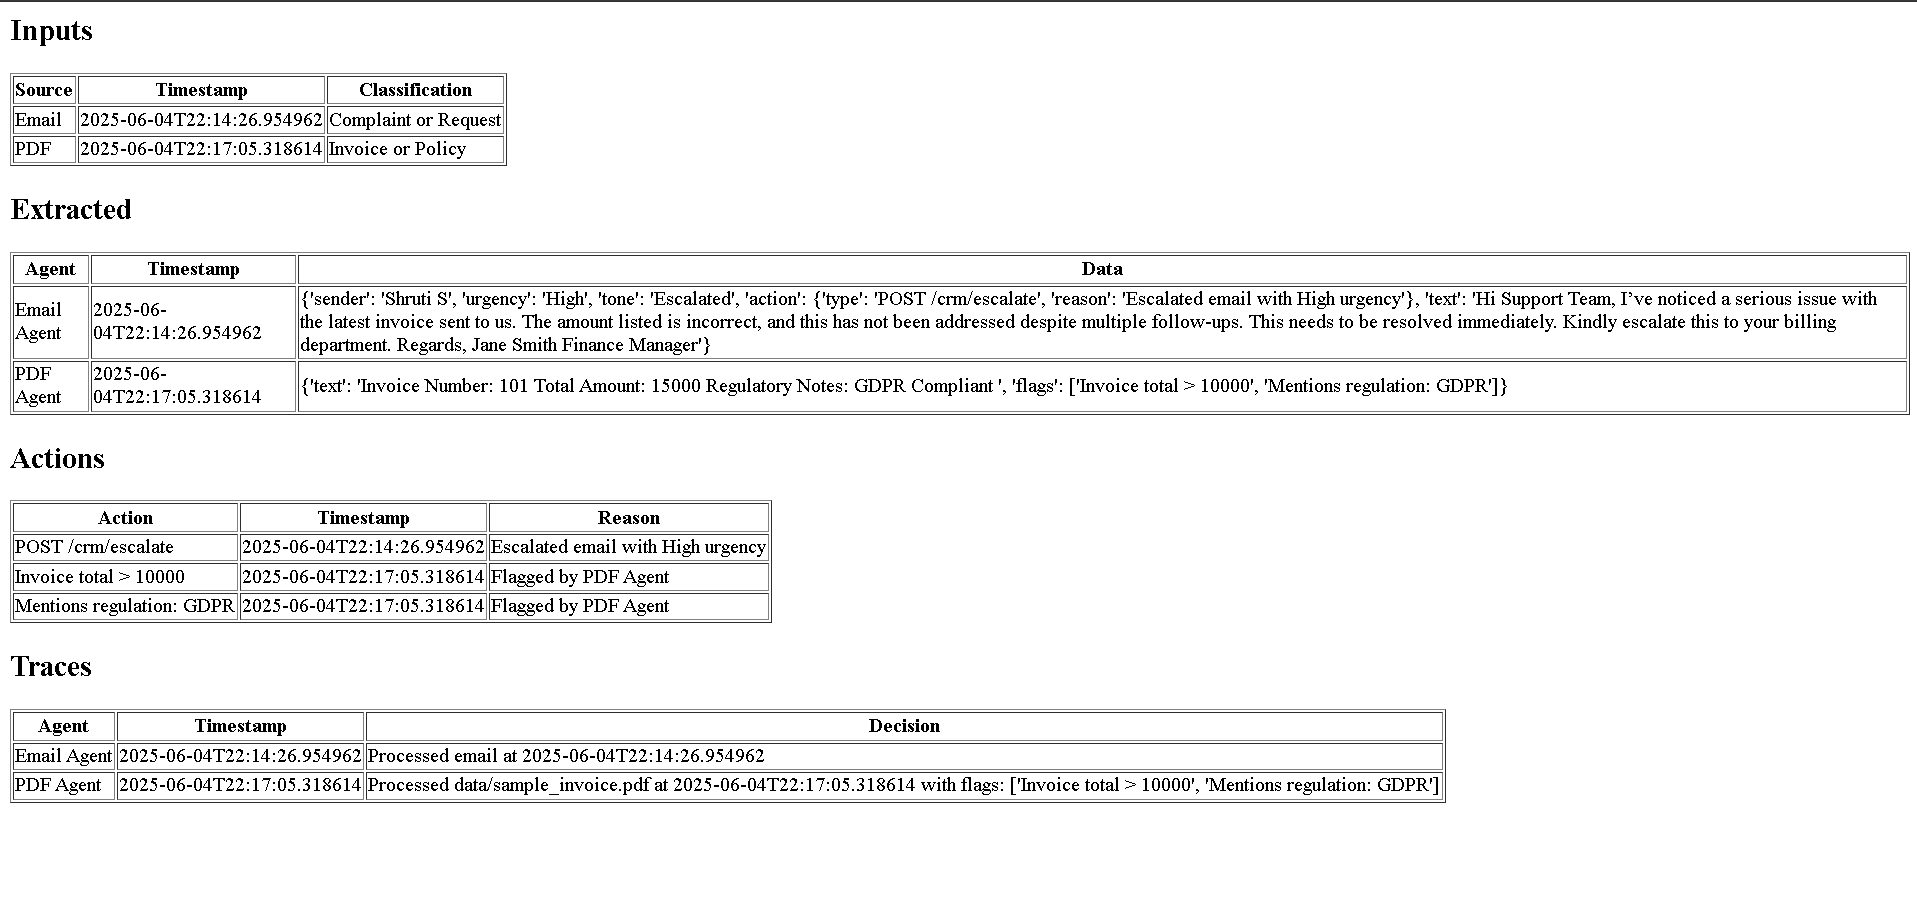 Inputs
Source Timestamp Classification
Email 2025-06-04T22:14:26.954962 Complaint or Request
PDF 2025-06-04T22:17:05.318614 Invoice or Policy
Extracted
Agent Timestamp Data
Email Agent 2025-06-04T22:14:26.954962 {'sender': 'Shruti S', 'urgency': 'High', 'tone': 'Escalated', 'action': {'type': 'POST /crm/escalate', 'reason': 'Escalated email with High urgency'}, 'text': 'Hi Support Team, I’ve noticed a serious issue with
the latest invoice sent to us. The amount listed is incorrect, and this has not been addressed despite multiple follow-ups. This needs to be resolved immediately. Kindly escalate this to your billing
department. Regards, Jane Smith Finance Manager'}
PDF Agent 2025-06-04T22:17:05.318614 {'text': 'Invoice Number: 101 Total Amount: 15000 Regulatory Notes: GDPR Compliant ', 'flags': ['Invoice total > 10000', 'Mentions regulation: GDPR']}
Actions
Action Timestamp Reason
POST /crm/escalate 2025-06-04T22:14:26.954962 Escalated email with High urgency
Invoice total > 10000 2025-06-04T22:17:05.318614 Flagged by PDF Agent
Mentions regulation: GDPR 2025-06-04T22:17:05.318614 Flagged by PDF Agent
Traces
Agent Timestamp Decision
Email Agent 2025-06-04T22:14:26.954962 Processed email at 2025-06-04T22:14:26.954962
PDF Agent 2025-06-04T22:17:05.318614 Processed data/sample_invoice.pdf at 2025-06-04T22:17:05.318614 with flags: ['Invoice total > 10000', 'Mentions regulation: GDPR']